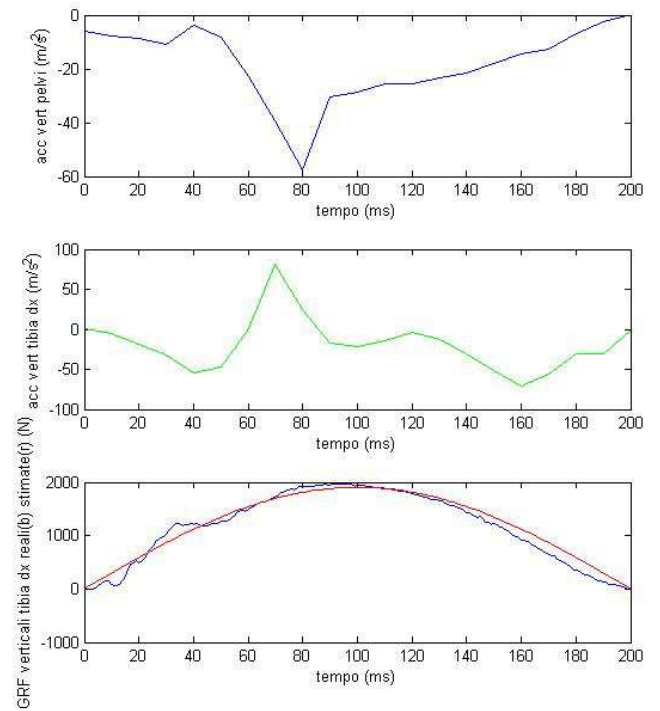 0
-20
-40
-60
acc vert pelvi (m/s²)
0 20 40 60 80 100 120 140 160 180 200
tempo (ms)
100
50
0
-50
-100
acc vert tibia dx (m/s²)
0 20 40 60 80 100 120 140 160 180 200
tempo (ms)
2000
1000
0
-1000
GRF verticali tibia dx reali(b) stimate(r) (N)
0 20 40 60 80 100 120 140 160 180 200
tempo (ms)